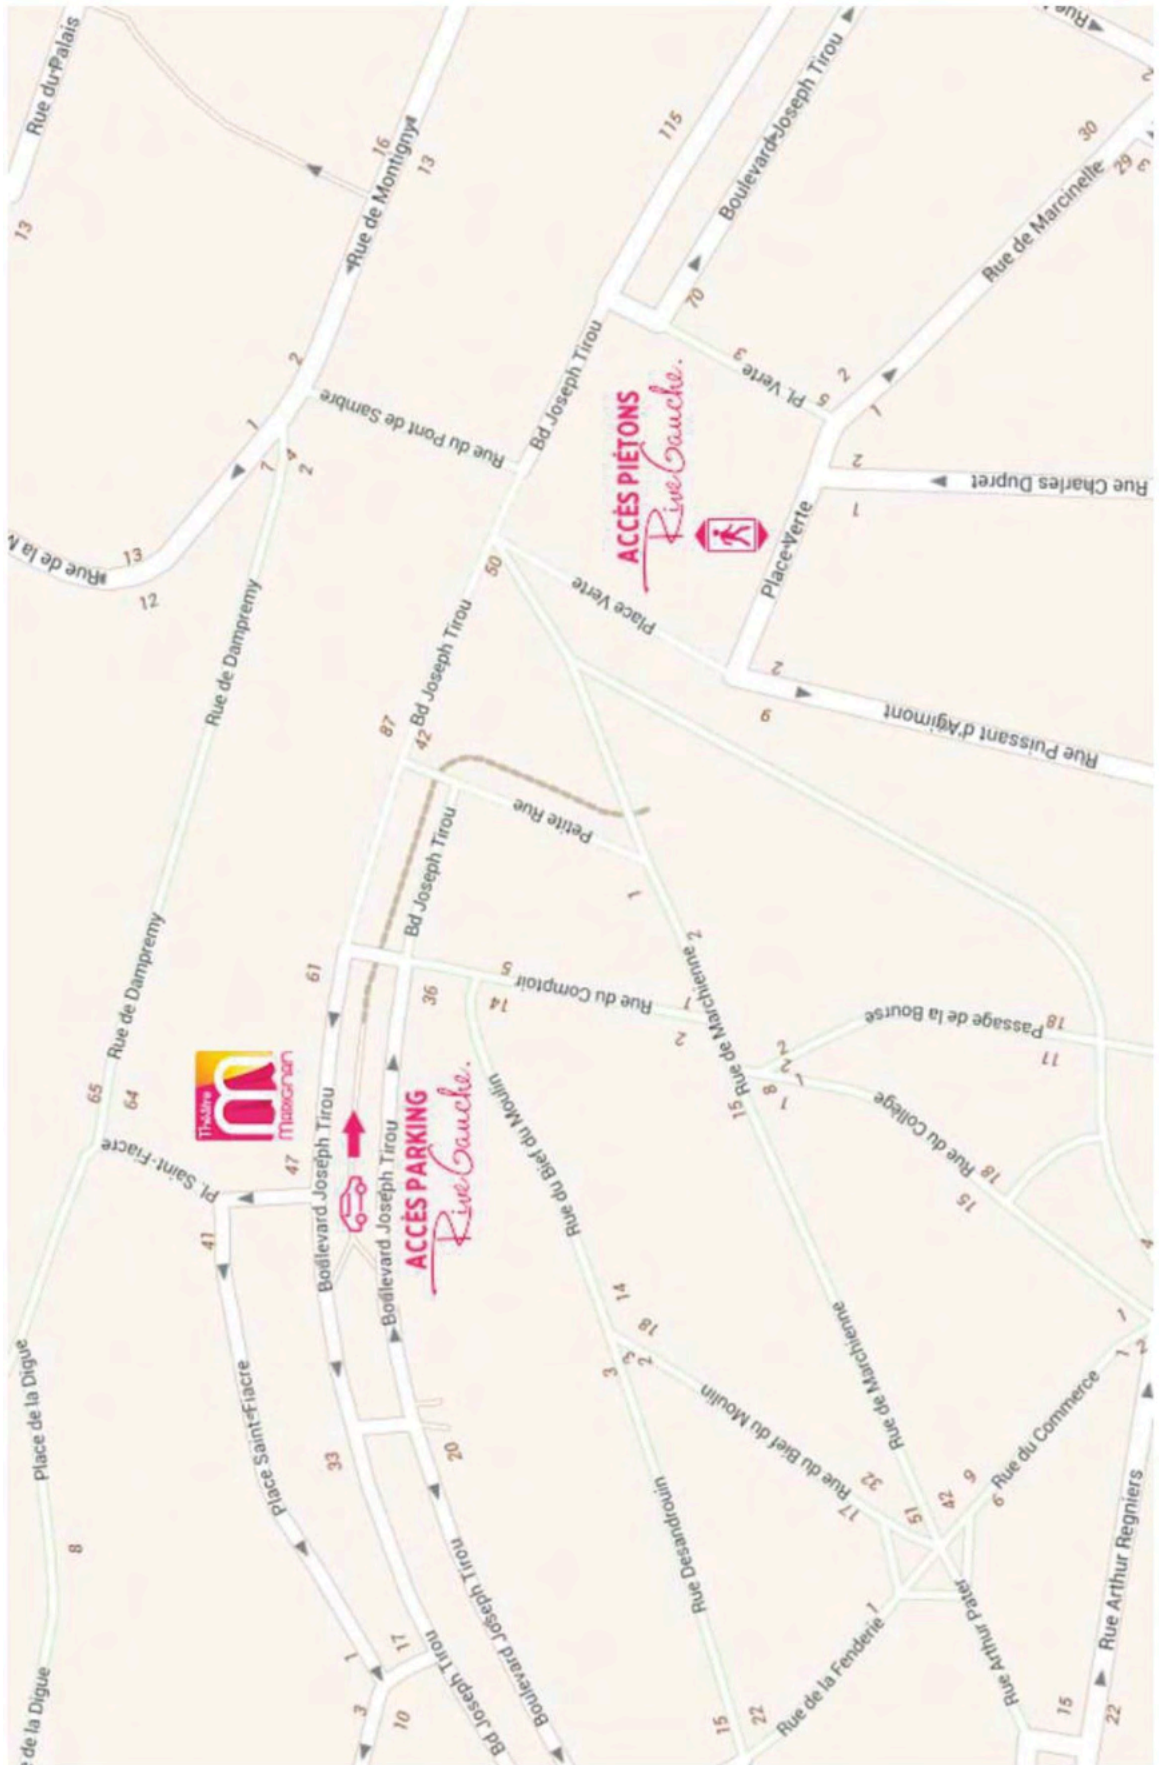 Rue du Palais
13
16
Rue de Montigny
13
115
Boulevard Joseph Tirou
Rue
2
30
29
3
Rue de Marcinelle
70
2
1
7
4
2
Rue du Pont de Sambre
Bd Joseph Tirou
3
Pl. Verte
5
2
1
ACCÈS PIÉTONS
Rive Gauche.
Rue de la
13
12
50
Place Verte
Place Verte
2
1
Rue Charles Dupret
Rue de Dampremy
Bd Joseph Tirou
87
42
2
9
Rue Puissant d'Agimont
Petite Rue
Bd Joseph Tirou
1
2
Rue de Dampremy
61
36
5
14
Rue du Comptoir
1
2
Rue de Marchienne
Passage de la Bourse
18
11
65
64
Théâtre
Marignan
Boulevard Joseph Tirou
Boulevard Joseph Tirou
ACCÈS PARKING
Rive Gauche.
Rue du Bief du Moulin
15
8
1
1
2
2
Rue du Collège
18
15
4
Pl. Saint-Fiacre
47
41
14
18
3
3
2
Place de la Digue
Place Saint-Fiacre
33
20
Rue du Bief du Moulin
Rue de Marchienne
1
1
2
Rue du Commerce
32
17
51
42
9
6
8
Rue Desandrouin
Boulevard Joseph Tirou
Bd Joseph Tirou
17
1
3
10
de la Digue
15
22
Rue de la Fenderie
1
Rue Arthur Pater
Rue Arthur Regniers
15
22